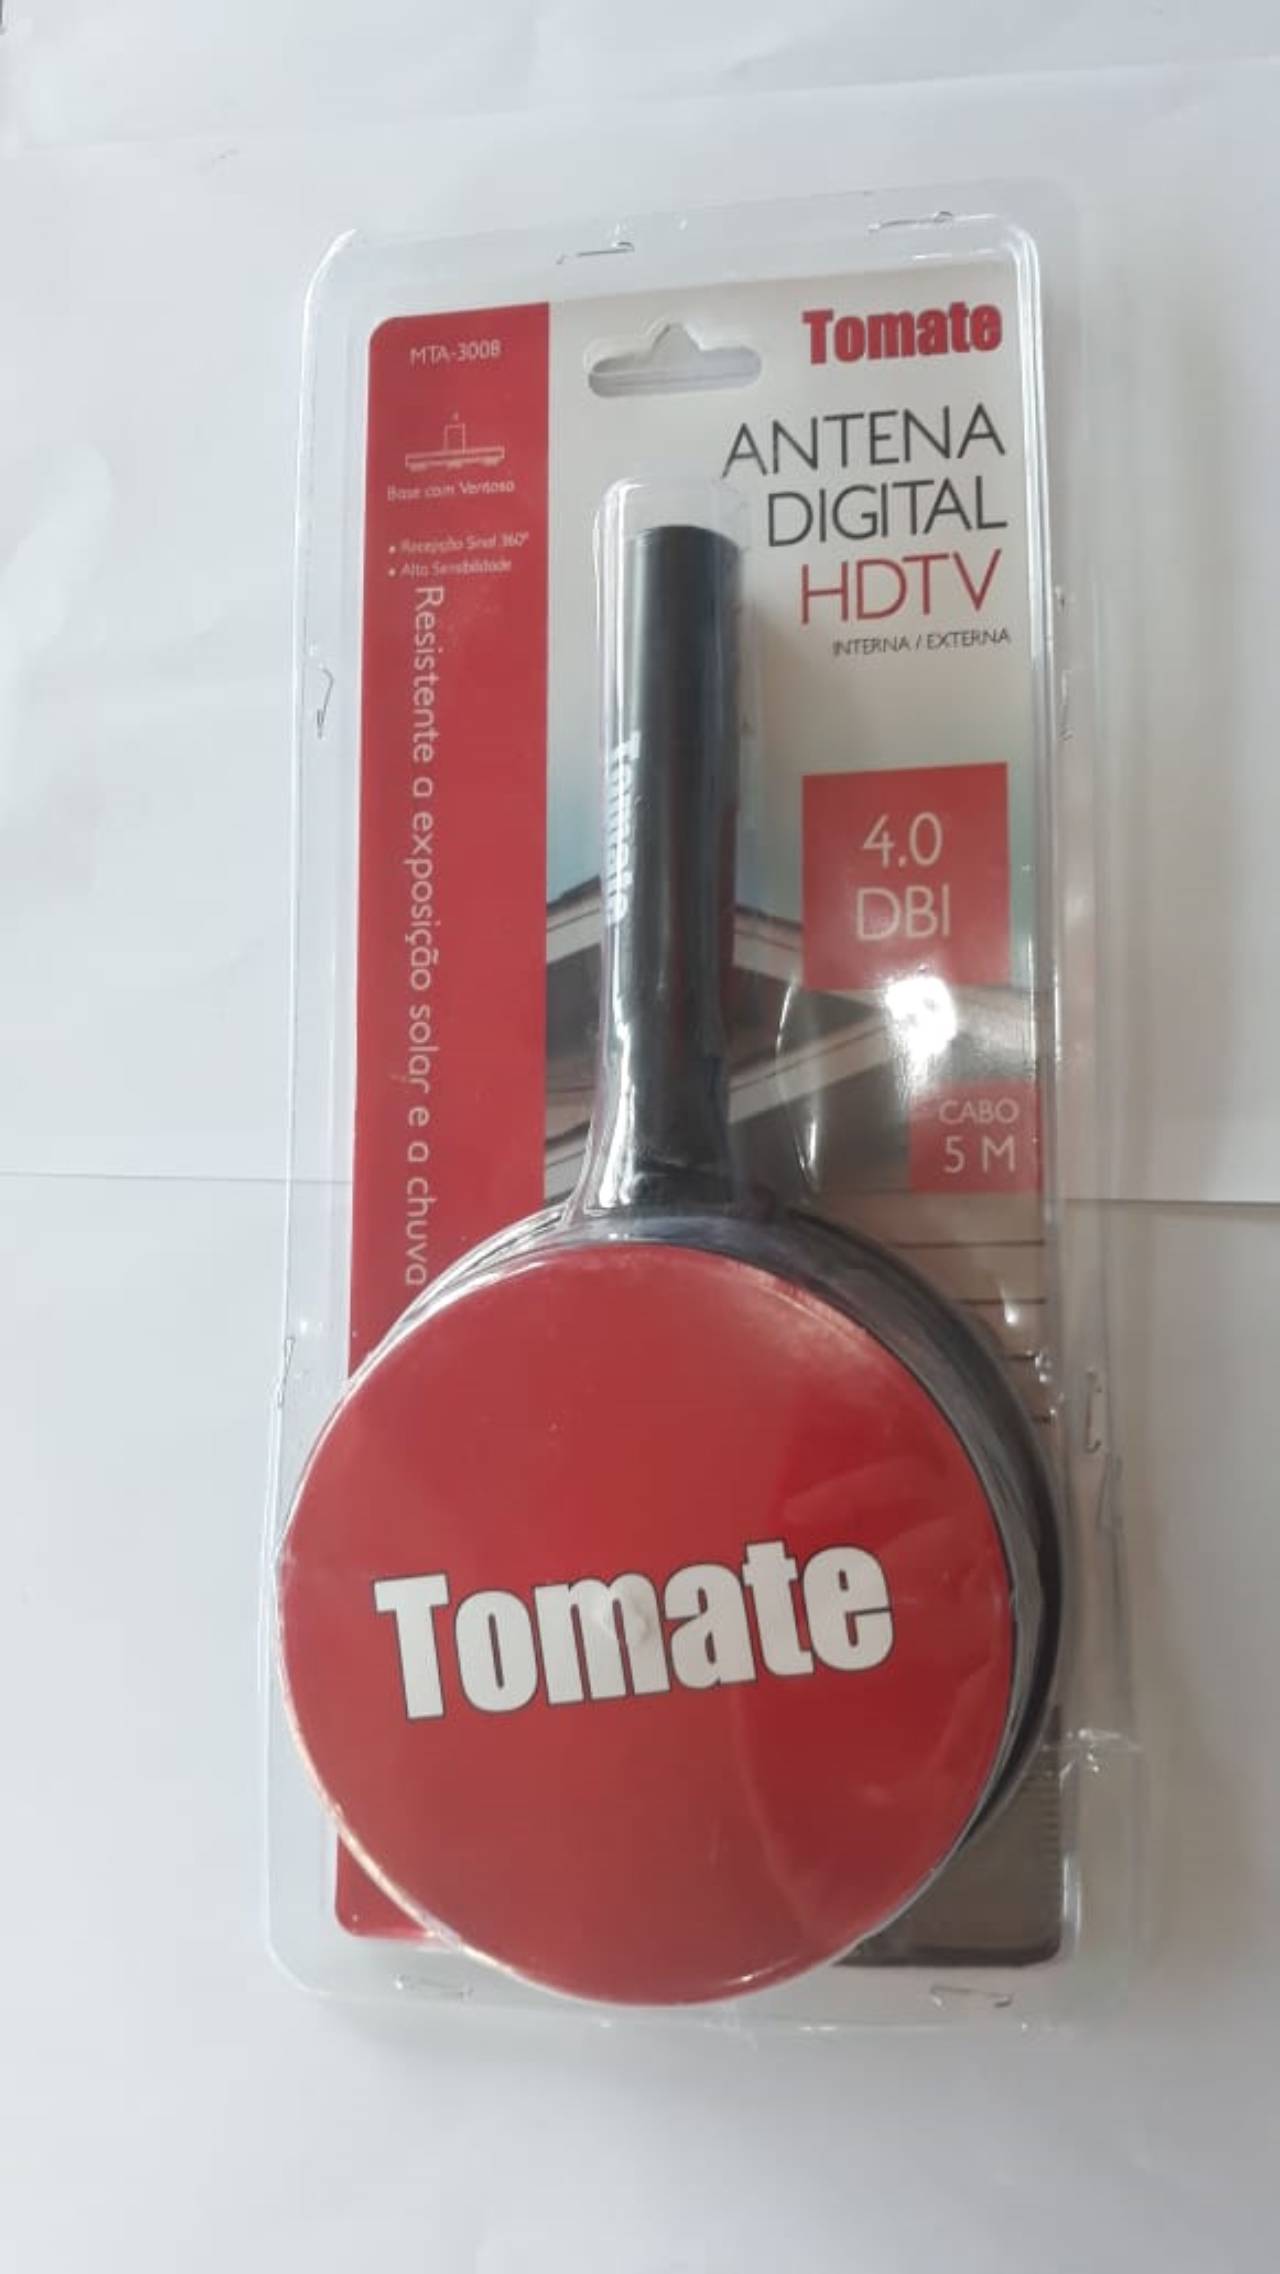 MTA-3008
Base com Ventosa
• Recepção Sinal 360°
• Alta Sensibilidade
Resistente a exposição solar e a chuva
Tomate
ANTENA
DIGITAL
HDTV
INTERNA / EXTERNA
4.0
DBI
CABO
5 M
Tomate
Tomate